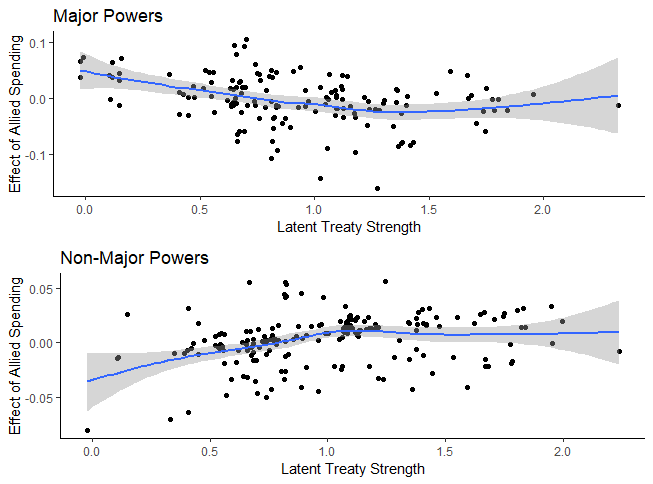 Major Powers
Effect of Allied Spending
0.1
0.0
-0.1
0.0 0.5 1.0 1.5 2.0
Latent Treaty Strength
Non-Major Powers
Effect of Allied Spending
0.05
0.00
-0.05
0.0 0.5 1.0 1.5 2.0
Latent Treaty Strength